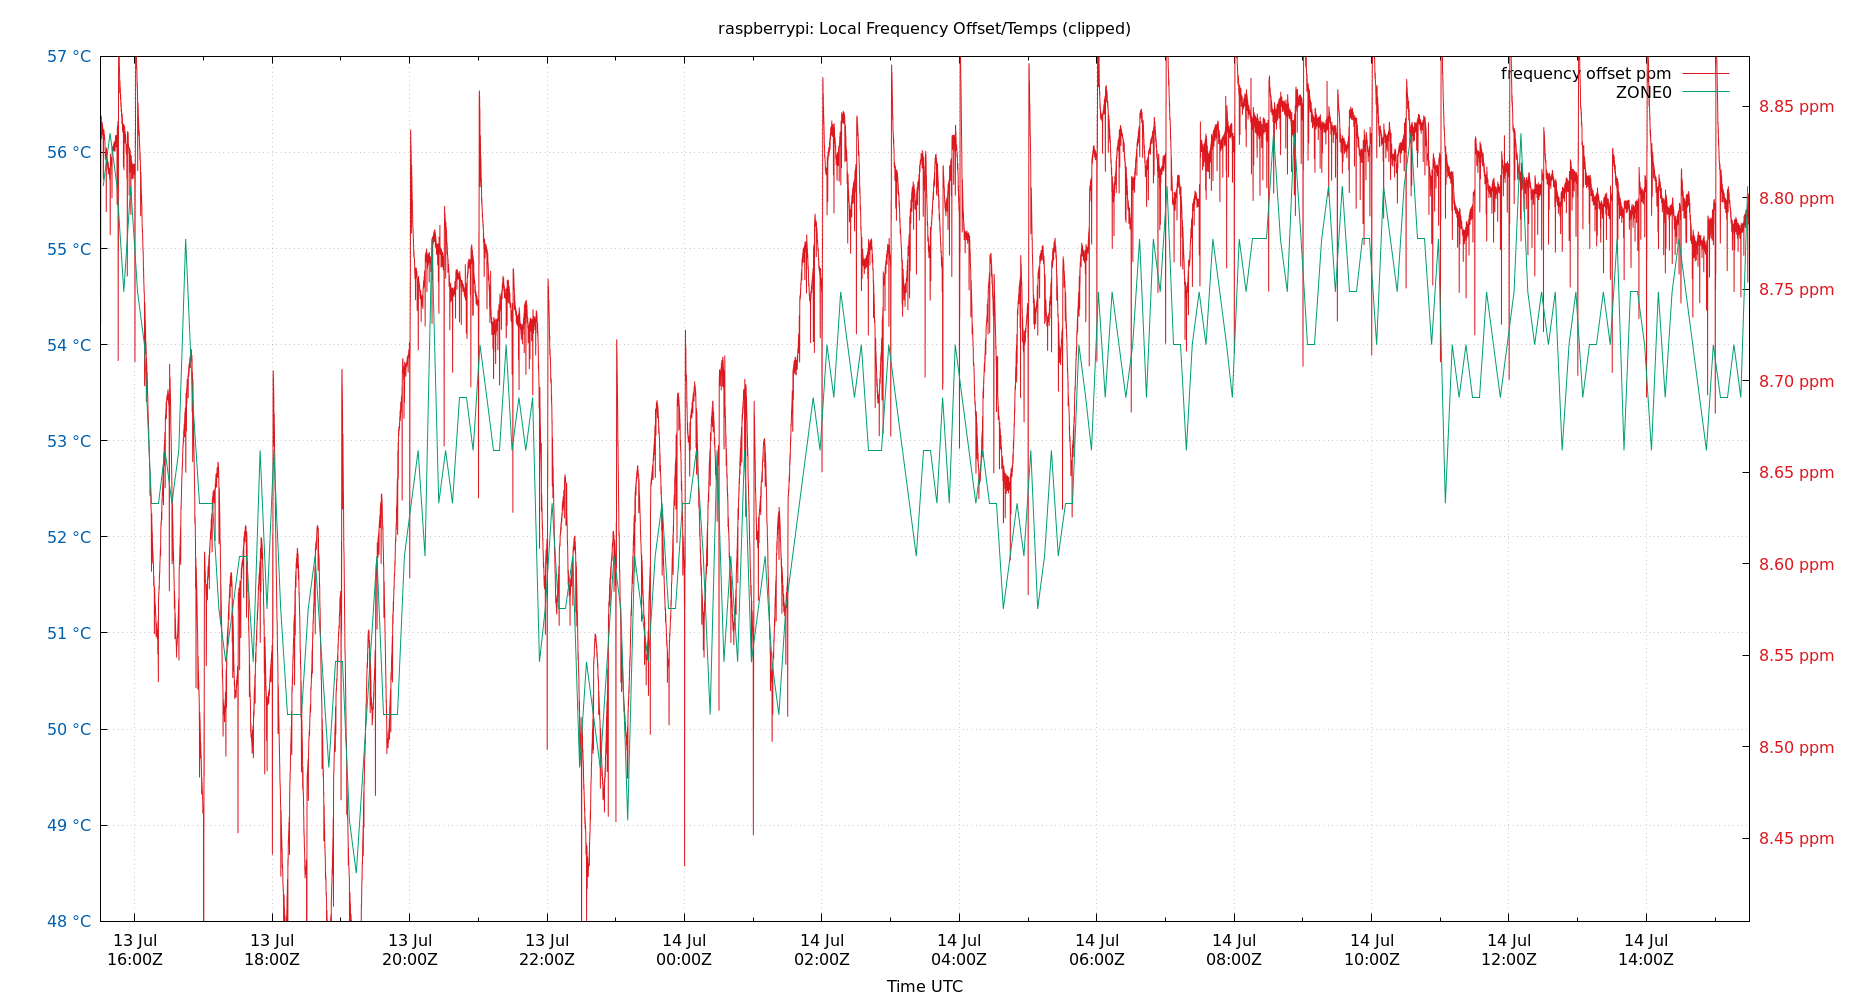 raspberrypi: Local Frequency Offset/Temps (clipped)
57 °C
56 °C
55 °C
54 °C
53 °C
52 °C
51 °C
50 °C
49 °C
48 °C
frequency offset ppm
ZONE0
8.85 ppm
8.80 ppm
8.75 ppm
8.70 ppm
8.65 ppm
8.60 ppm
8.55 ppm
8.50 ppm
8.45 ppm
13 Jul 13 Jul 13 Jul 13 Jul 14 Jul 14 Jul 14 Jul 14 Jul 14 Jul 14 Jul 14 Jul 14 Jul
16:00Z 18:00Z 20:00Z 22:00Z 00:00Z 02:00Z 04:00Z 06:00Z 08:00Z 10:00Z 12:00Z 14:00Z
Time UTC